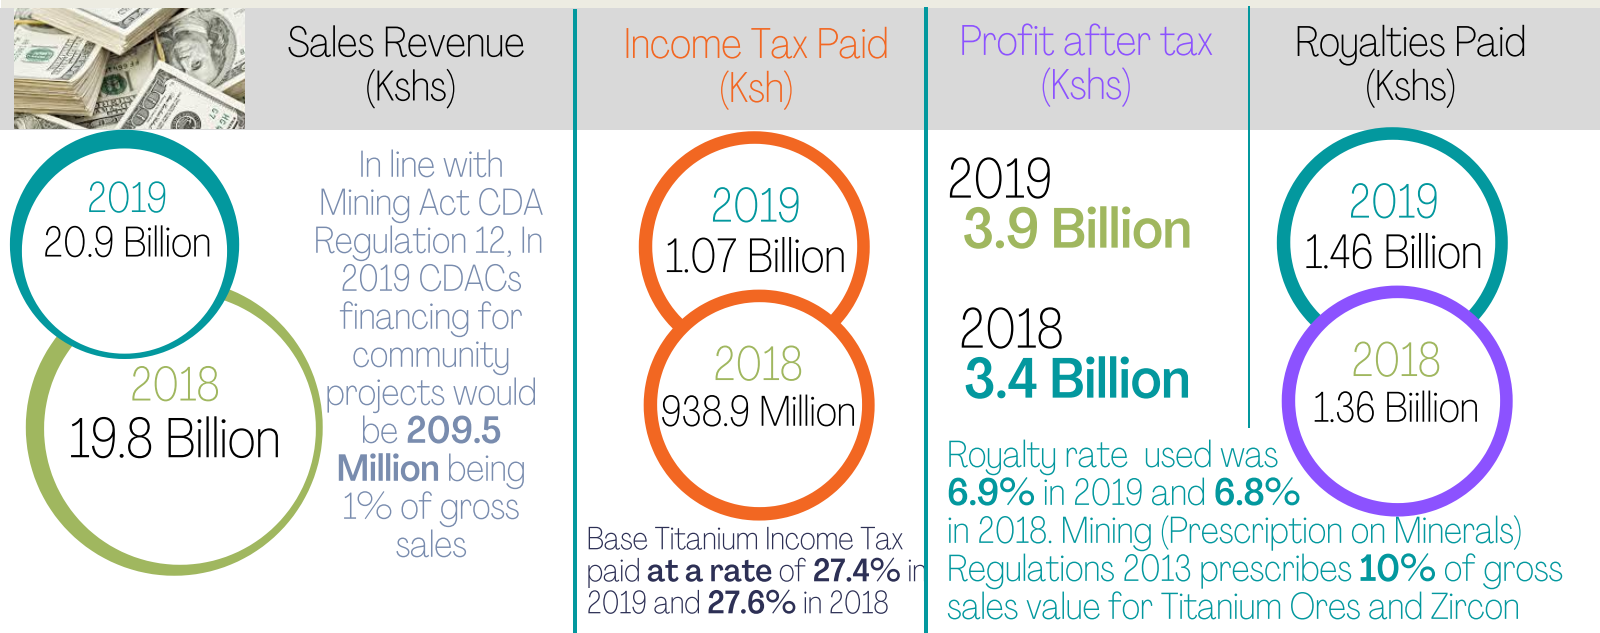 Sales Revenue
(Kshs)
2019
20.9 Billion
2018
19.8 Billion
In line with
Mining Act CDA
Regulation 12, In
2019 CDACs
financing for
community
projects would
be 209.5
Million being
1% of gross
sales
Income Tax Paid
(Ksh)
2019
1.07 Billion
2018
938.9 Million
Base Titanium Income Tax
paid at a rate of 27.4% in
2019 and 27.6% in 2018
Profit after tax
(Kshs)
2019
3.9 Billion
2018
3.4 Billion
Royalties Paid
(Kshs)
2019
1.46 Billion
2018
1.36 Biillion
Royalty rate used was
6.9% in 2019 and 6.8%
in 2018. Mining (Prescription on Minerals)
Regulations 2013 prescribes 10% of gross
sales value for Titanium Ores and Zircon